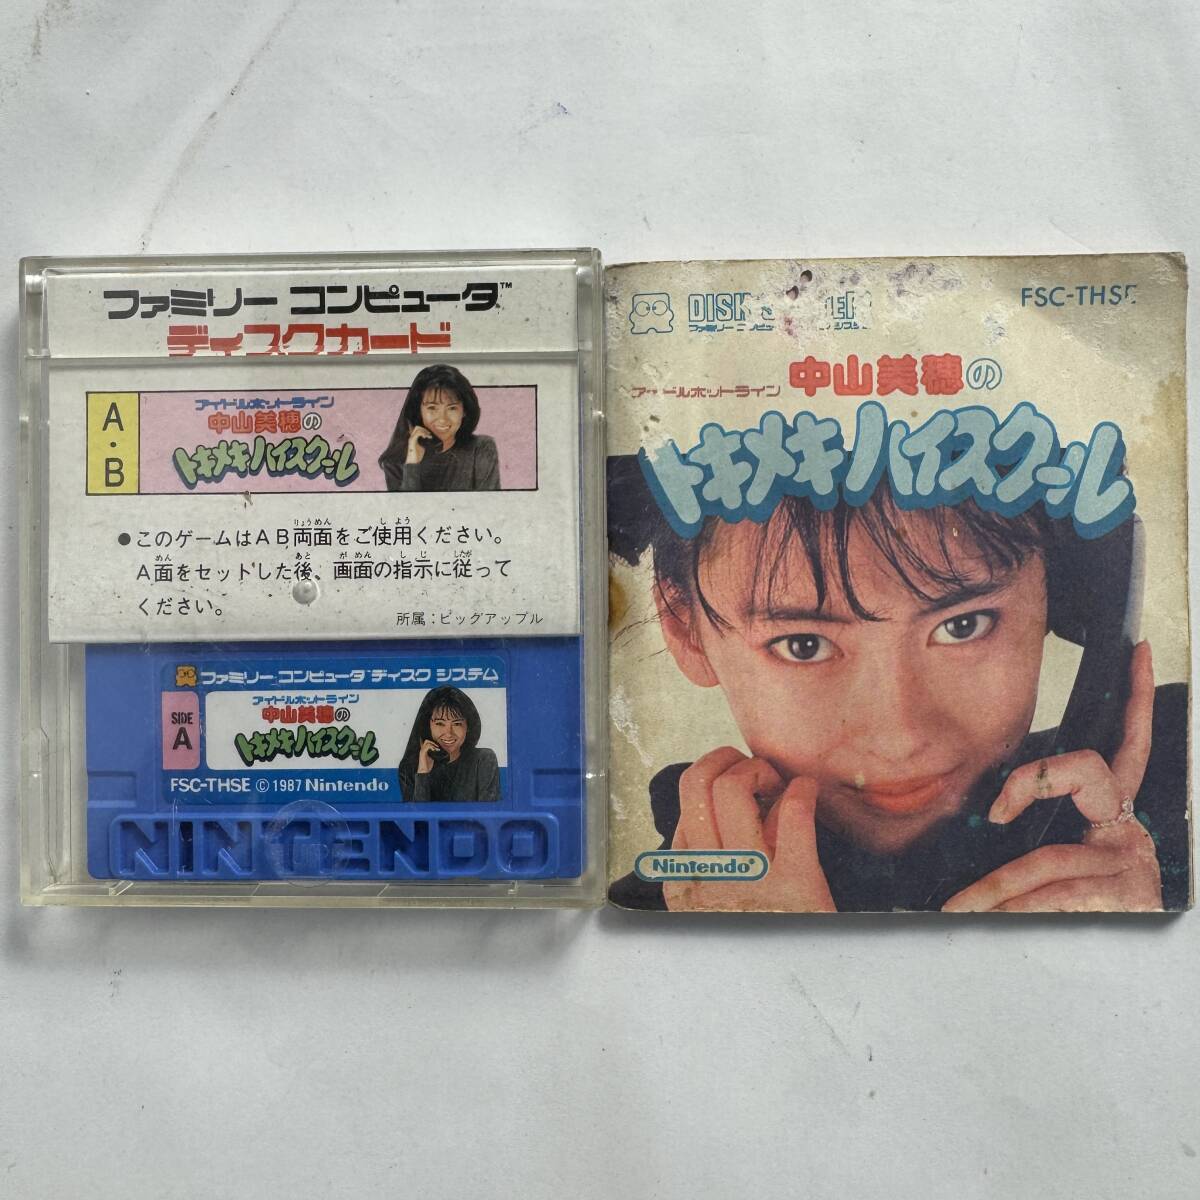 ファミリー コンピュータ™
ディスクカード
A・B
アイドルホットライン
中山美穂の
トキメキハイスクール
●このゲームはAB両面をご使用ください。
A面をセットした後、画面の指示に従って
ください。
所属:ビッグアップル
ファミリー コンピュータ™ディスク システム
SIDE
A
アイドルホットライン
中山美穂の
トキメキハイスクール
FSC-THSE ©1987 Nintendo
NINTENDO
DISK
FSC-THSE
ファミリー
中山美穂の
アイドルホットライン
トキメキハイスクール
Nintendo®